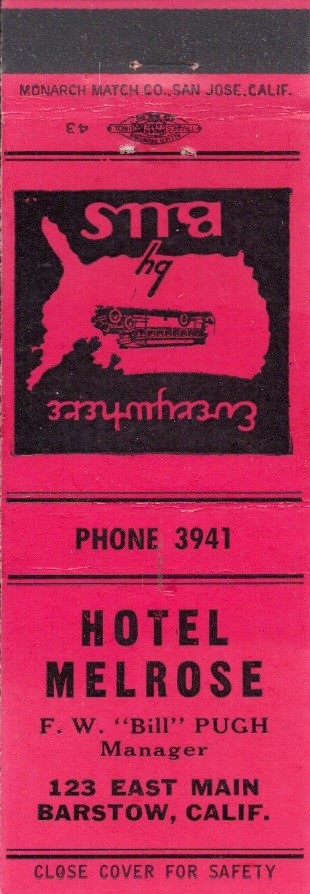 MONARCH MATCH CO., SAN JOSE, CALIF.
43
Everywhere
by
BUS
PHONE 3941
HOTEL
MELROSE
F. W. "Bill" PUGH
Manager
123 EAST MAIN
BARSTOW, CALIF.
CLOSE COVER FOR SAFETY